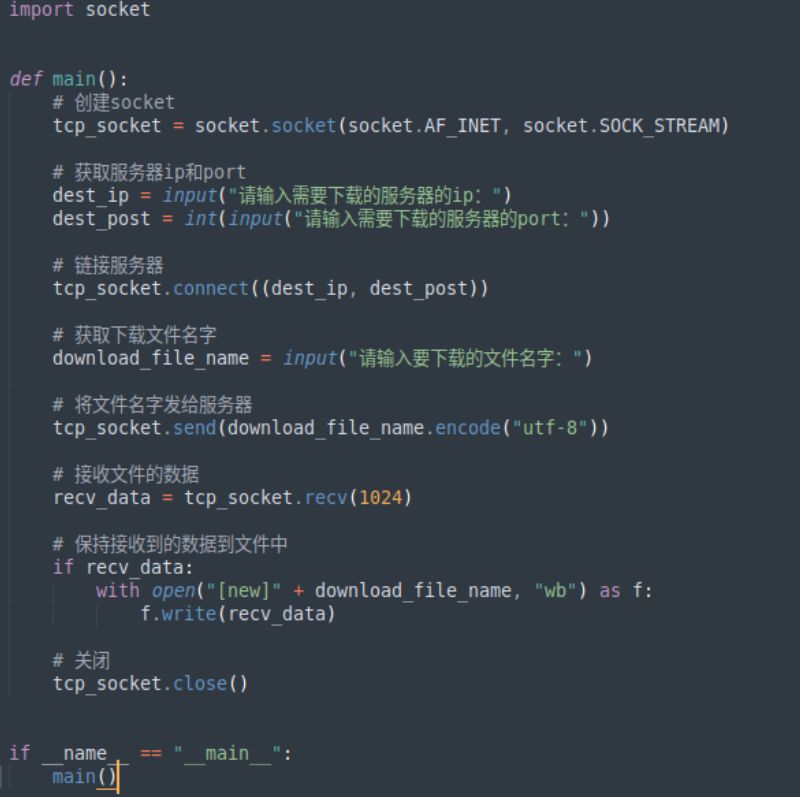 import socket
def main():
    # 创建socket
    tcp_socket = socket.socket(socket.AF_INET, socket.SOCK_STREAM)
    # 获取服务器ip和port
    dest_ip = input("请输入需要下载的服务器的ip：")
    dest_post = int(input("请输入需要下载的服务器的port："))
    # 链接服务器
    tcp_socket.connect((dest_ip, dest_post))
    # 获取下载文件名字
    download_file_name = input("请输入要下载的文件名字：")
    # 将文件名字发给服务器
    tcp_socket.send(download_file_name.encode("utf-8"))
    # 接收文件的数据
    recv_data = tcp_socket.recv(1024)
    # 保持接收到的数据到文件中
    if recv_data:
        with open("[new]" + download_file_name, "wb") as f:
            f.write(recv_data)
    # 关闭
    tcp_socket.close()
if __name__ == "__main__":
    main()